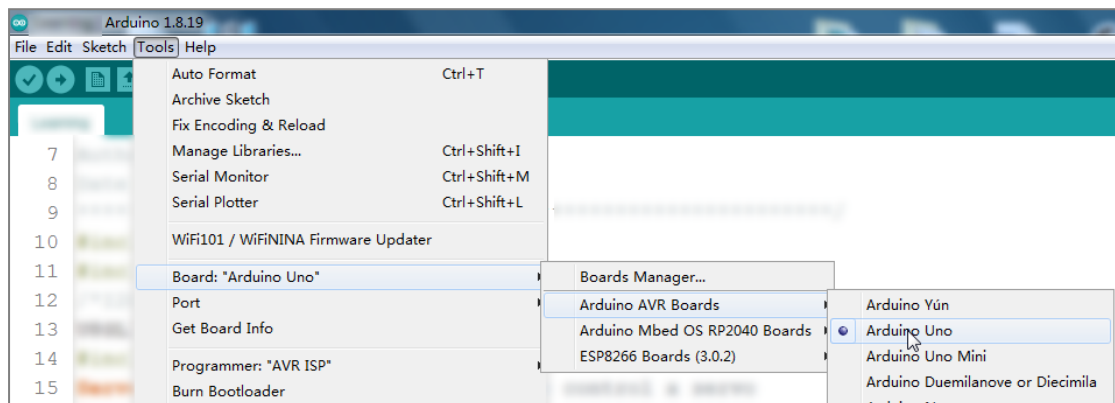 Arduino 1.8.19
File Edit Sketch Tools Help
Auto Format Ctrl+T
Archive Sketch
Fix Encoding & Reload
Manage Libraries... Ctrl+Shift+I
Serial Monitor Ctrl+Shift+M
Serial Plotter Ctrl+Shift+L
WiFi101 / WiFiNINA Firmware Updater
Board: "Arduino Uno"
Port
Get Board Info
Programmer: "AVR ISP"
Burn Bootloader
Boards Manager...
Arduino AVR Boards
Arduino Mbed OS RP2040 Boards
ESP8266 Boards (3.0.2)
Arduino Yún
Arduino Uno
Arduino Uno Mini
Arduino Duemilanove or Diecimila
7
8
9
10
11
12
13
14
15 control a servo